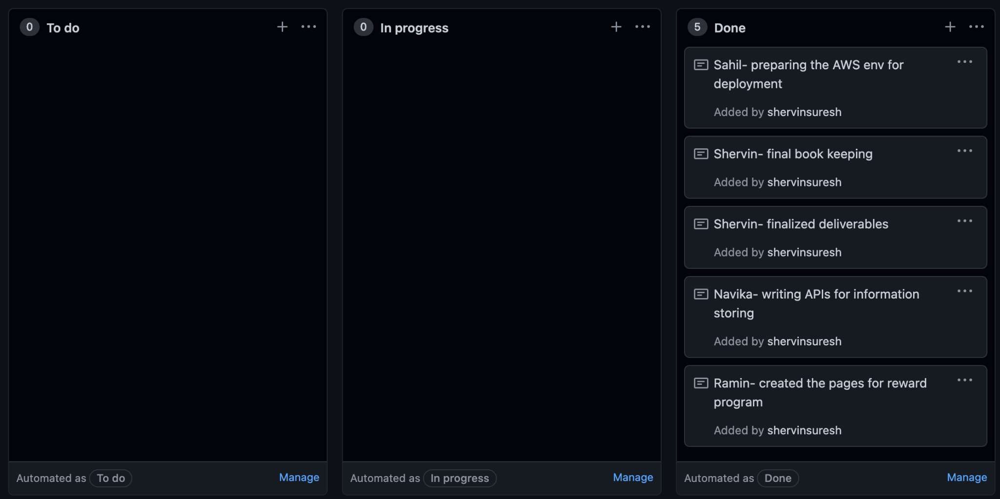 0 To do
Automated as To do Manage
0 In progress
Automated as In progress Manage
5 Done
Sahil- preparing the AWS env for
deployment
Added by shervinsuresh
Shervin- final book keeping
Added by shervinsuresh
Shervin- finalized deliverables
Added by shervinsuresh
Navika- writing APIs for information
storing
Added by shervinsuresh
Ramin- created the pages for reward
program
Added by shervinsuresh
Automated as Done Manage